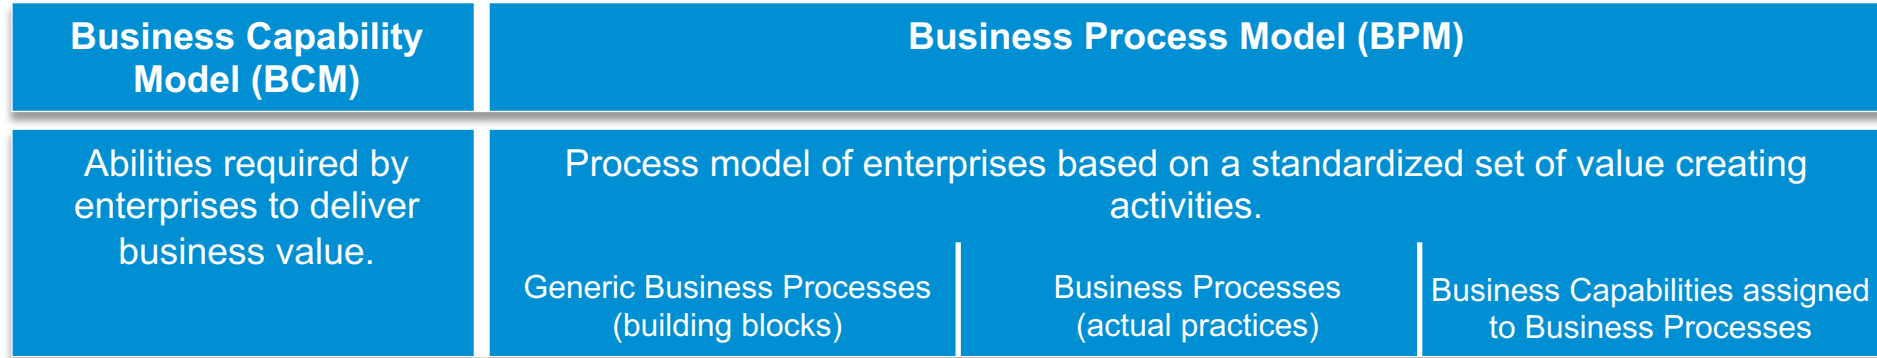 Business Capability
Model (BCM)
Business Process Model (BPM)
Abilities required by
enterprises to deliver
business value.
Process model of enterprises based on a standardized set of value creating
activities.
Generic Business Processes
(building blocks)
Business Processes
(actual practices)
Business Capabilities assigned
to Business Processes